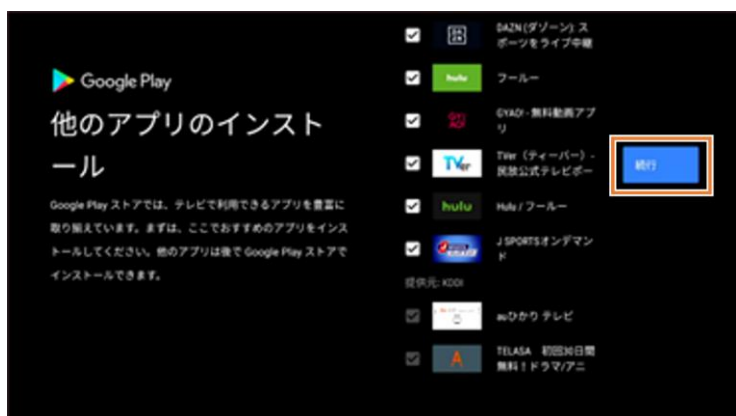 Google Play
他のアプリのインスト
ール
Google Play ストアでは、テレビで利用できるアプリを豊富に
取り揃えています。まずは、ここでおすすめのアプリをインス
トールしてください。他のアプリは後で Google Play ストアで
インストールできます。
DA
ZN
DAZN (ダゾーン): ス
ポーツをライブ中継
hulu
フールー
GY
AO!
GYAO! - 無料動画アプ
リ
TVer
TVer（ティーバー）-
民放公式テレビポー
hulu
Hulu / フールー
J SPORTSオンデマン
ド
提供元: KDDI
auひかり テレビ
TELASA 初回30日間
無料！ドラマ/アニ
続行